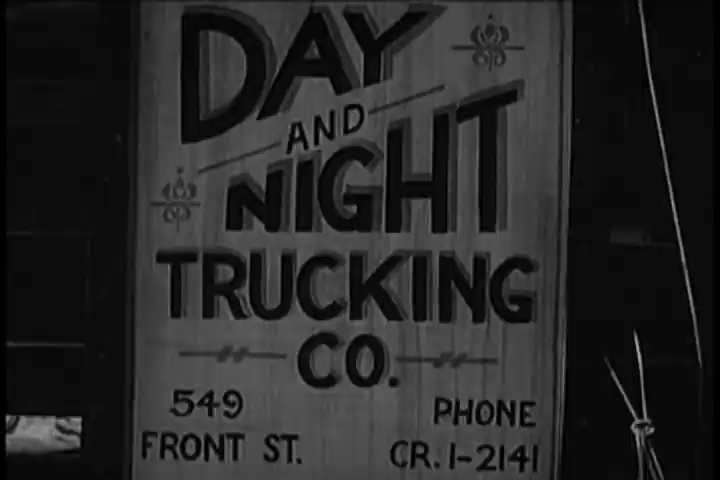 DAY
AND
NIGHT
TRUCKING
CO.
549 PHONE
FRONT ST. CR. 1-2141